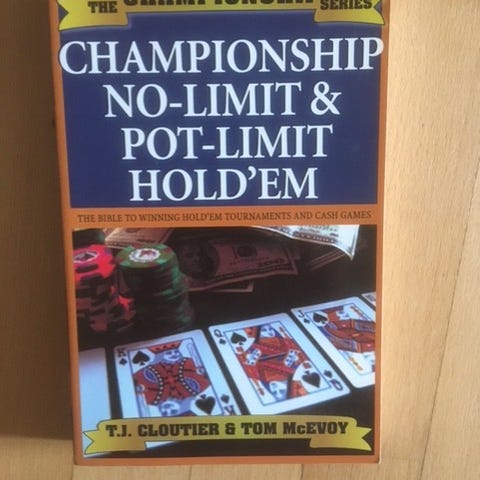 THE CHAMPIONSHIP SERIES
CHAMPIONSHIP
NO-LIMIT &
POT-LIMIT
HOLD'EM
THE BIBLE TO WINNING HOLD'EM TOURNAMENTS AND CASH GAMES
K
Q
J
T.J. CLOUTIER & TOM McEVOY